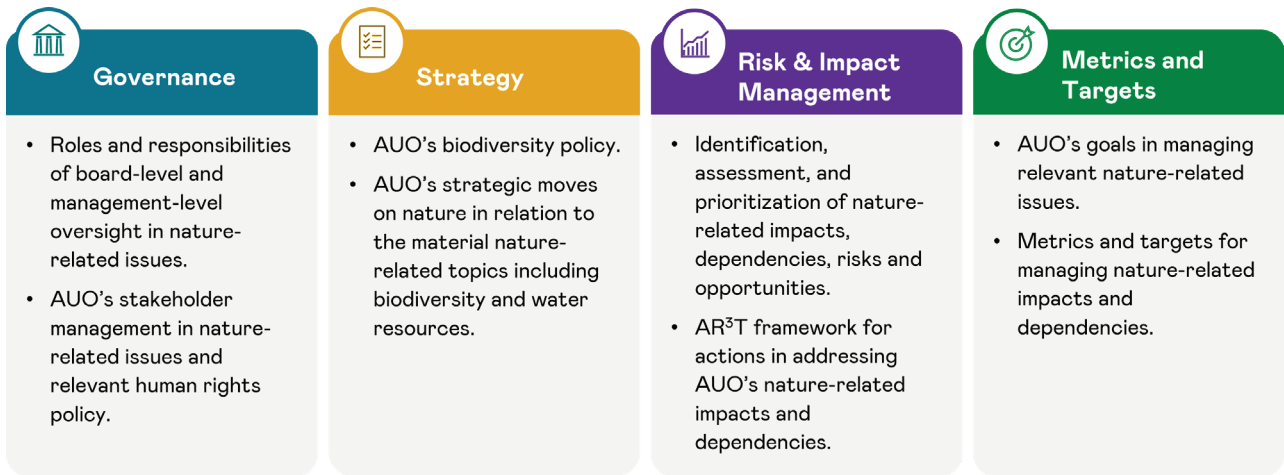 Governance
• Roles and responsibilities
of board-level and
management-level
oversight in nature-
related issues.
• AUO’s stakeholder
management in nature-
related issues and
relevant human rights
policy.
Strategy
• AUO’s biodiversity policy.
• AUO’s strategic moves
on nature in relation to
the material nature-
related topics including
biodiversity and water
resources.
Risk & Impact
Management
• Identification,
assessment, and
prioritization of nature-
related impacts,
dependencies, risks and
opportunities.
• AR³T framework for
actions in addressing
AUO’s nature-related
impacts and
dependencies.
Metrics and
Targets
• AUO’s goals in managing
relevant nature-related
issues.
• Metrics and targets for
managing nature-related
impacts and
dependencies.